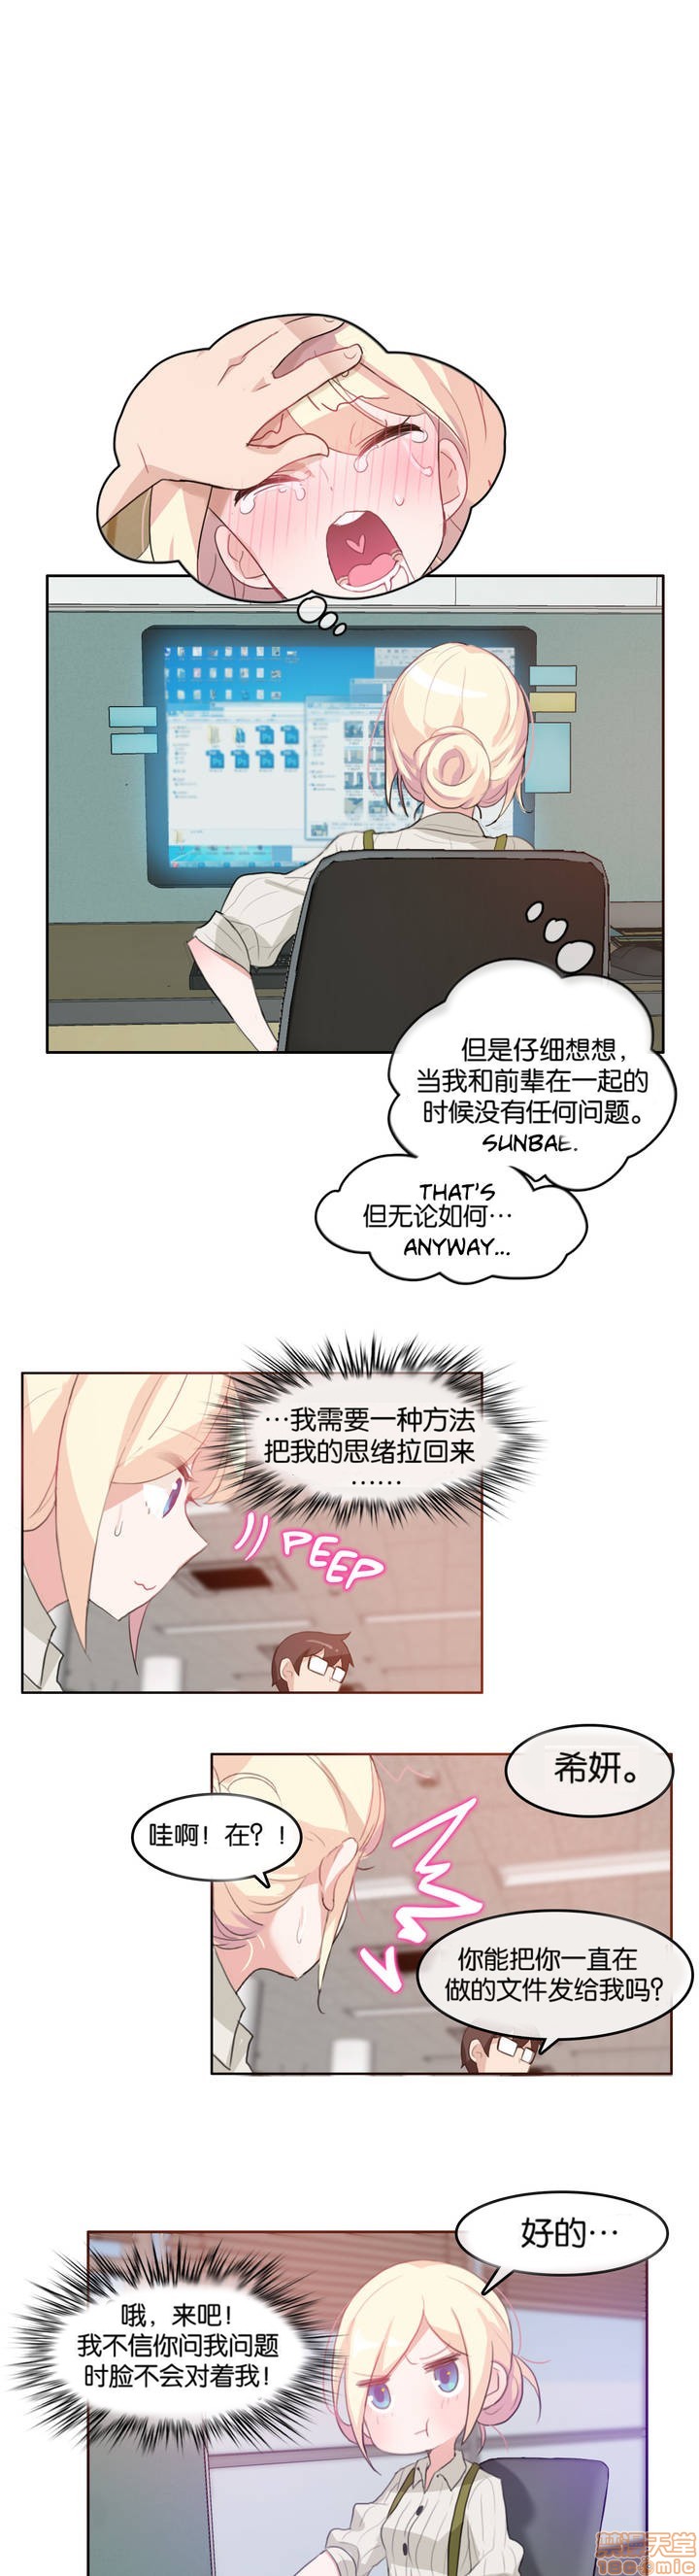 但是仔细想想，
当我和前辈在一起的
时候没有任何问题。
SUNBAE.
THAT'S
但无论如何…
ANYWAY...
…我需要一种方法
把我的思绪拉回来
……
PEEP
希妍。
哇啊！在？！
你能把你一直在
做的文件发给我吗？
好的…
哦，来吧！
我不信你问我问题
时脸不会对着我！